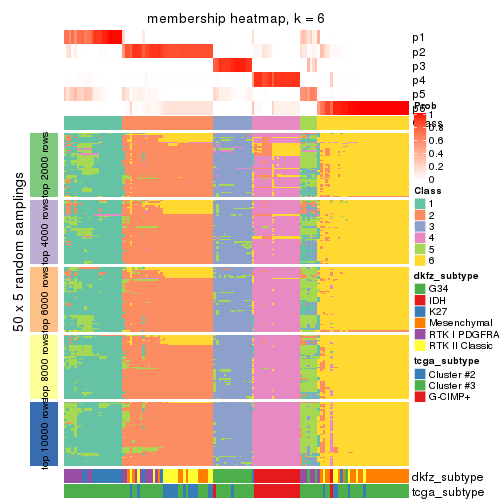 membership heatmap, k = 6
p1
p2
p3
p4
p5
p6
Class
Prob
1
0.8
0.6
0.4
0.2
0
Class
1
2
3
4
5
6
dkfz_subtype
G34
IDH
K27
Mesenchymal
RTK I PDGFRA
RTK II Classic
tcga_subtype
Cluster #2
Cluster #3
G-CIMP+
50 x 5 random samplings
top 2000 rows
top 4000 rows
top 6000 rows
top 8000 rows
top 10000 rows
dkfz_subtype
tcga_subtype